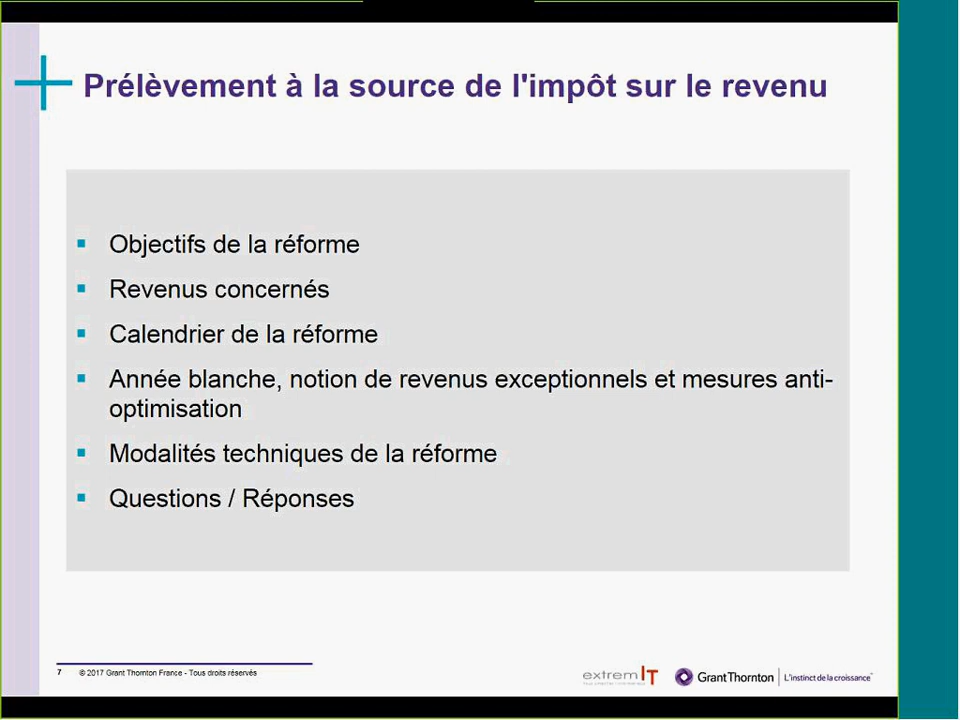 Prélèvement à la source de l'impôt sur le revenu
▪ Objectifs de la réforme
▪ Revenus concernés
▪ Calendrier de la réforme
▪ Année blanche, notion de revenus exceptionnels et mesures anti-
optimisation
▪ Modalités techniques de la réforme
▪ Questions / Réponses
7 © 2017 Grant Thornton France - Tous droits réservés
extremIT
GrantThornton L'instinct de la croissance